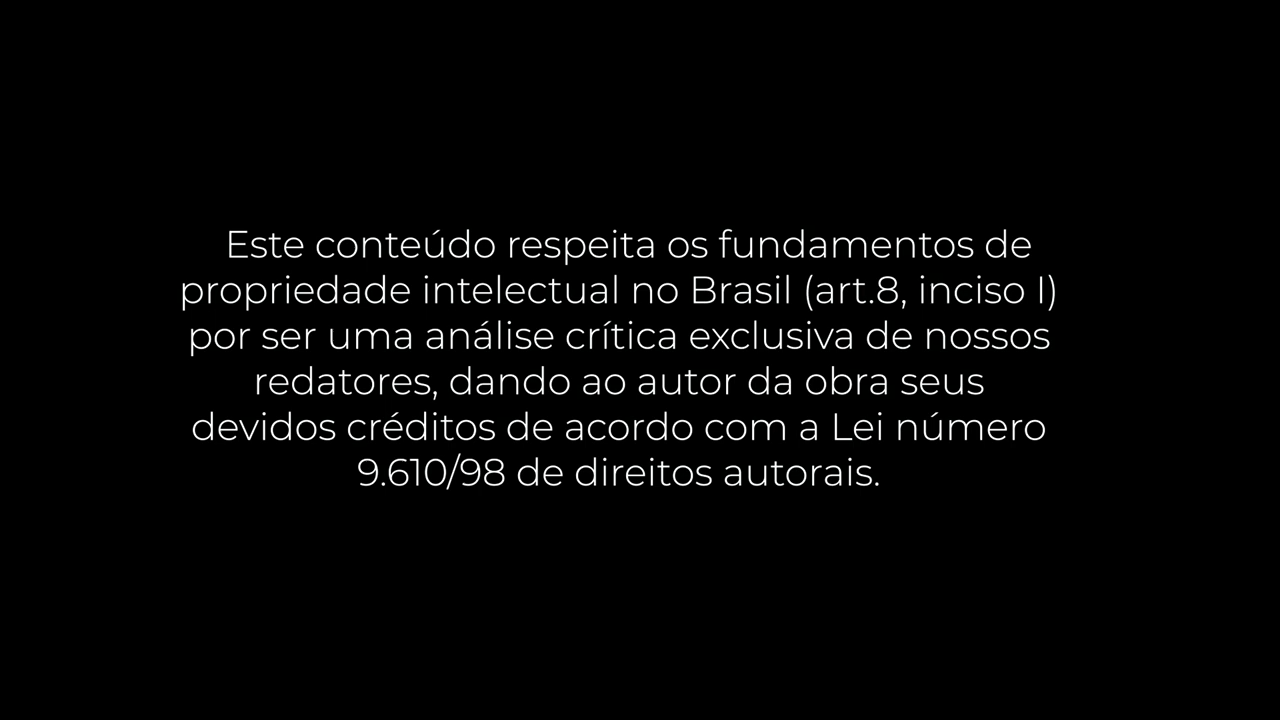 Este conteúdo respeita os fundamentos de
propriedade intelectual no Brasil (art.8, inciso I)
por ser uma análise crítica exclusiva de nossos
redatores, dando ao autor da obra seus
devidos créditos de acordo com a Lei número
9.610/98 de direitos autorais.